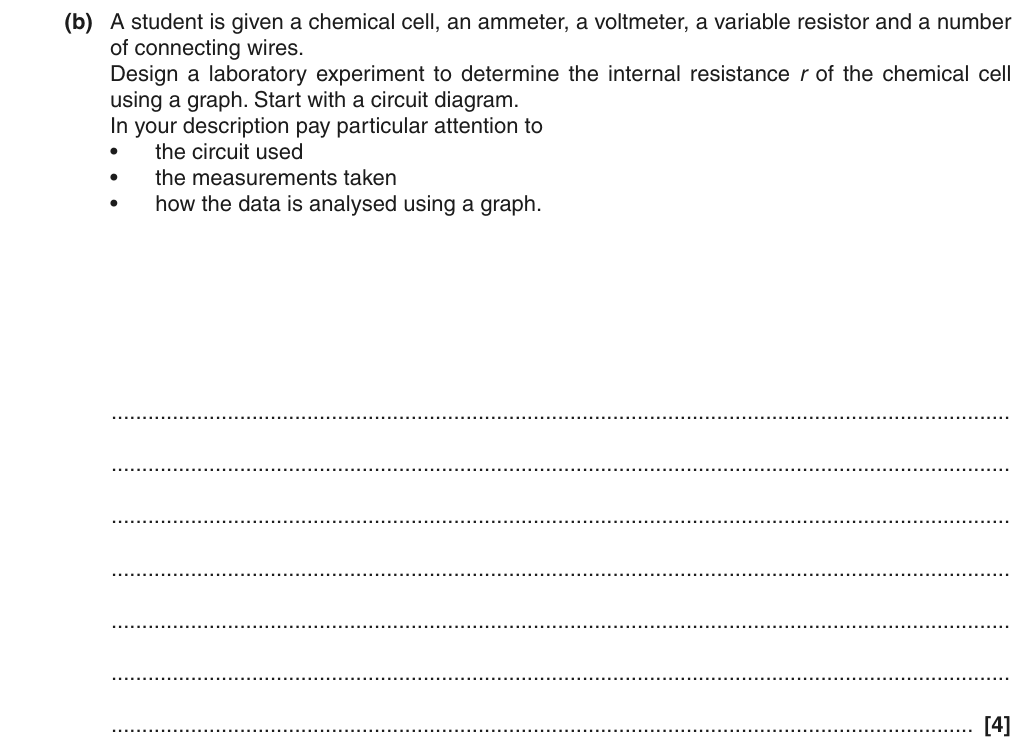 (b) A student is given a chemical cell, an ammeter, a voltmeter, a variable resistor and a number
of connecting wires.
Design a laboratory experiment to determine the internal resistance r of the chemical cell
using a graph. Start with a circuit diagram.
In your description pay particular attention to
• the circuit used
• the measurements taken
• how the data is analysed using a graph.
[4]